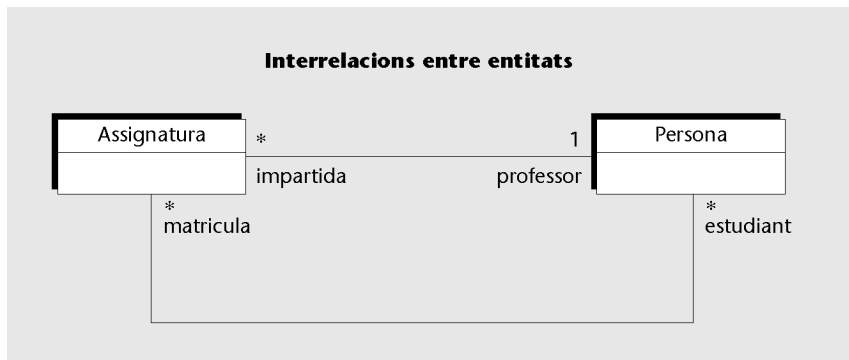 Interrelacions entre entitats
Assignatura
*
1
Persona
impartida
professor
*
matricula
*
estudiant